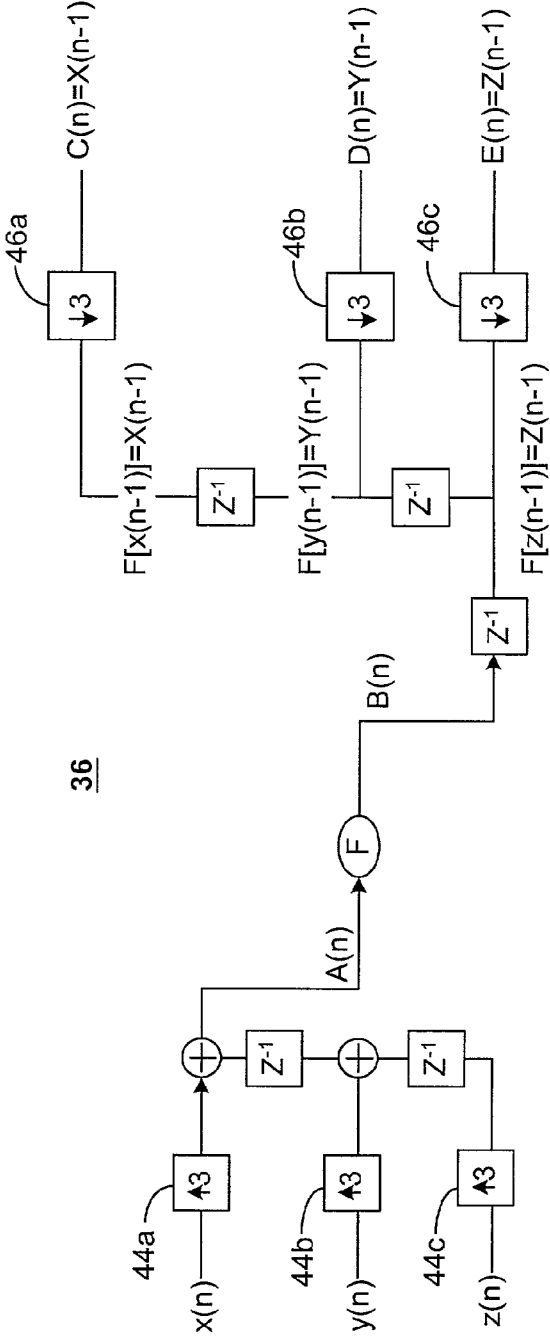 36
x(n)
44a
↑3
y(n)
44b
↑3
z(n)
44c
↑3
Z-1
Z-1
A(n)
F
B(n)
Z-1
F[x(n-1)]=X(n-1)
Z-1
F[y(n-1)]=Y(n-1)
Z-1
F[z(n-1)]=Z(n-1)
46a
↓3
C(n)=X(n-1)
46b
↓3
D(n)=Y(n-1)
46c
↓3
E(n)=Z(n-1)